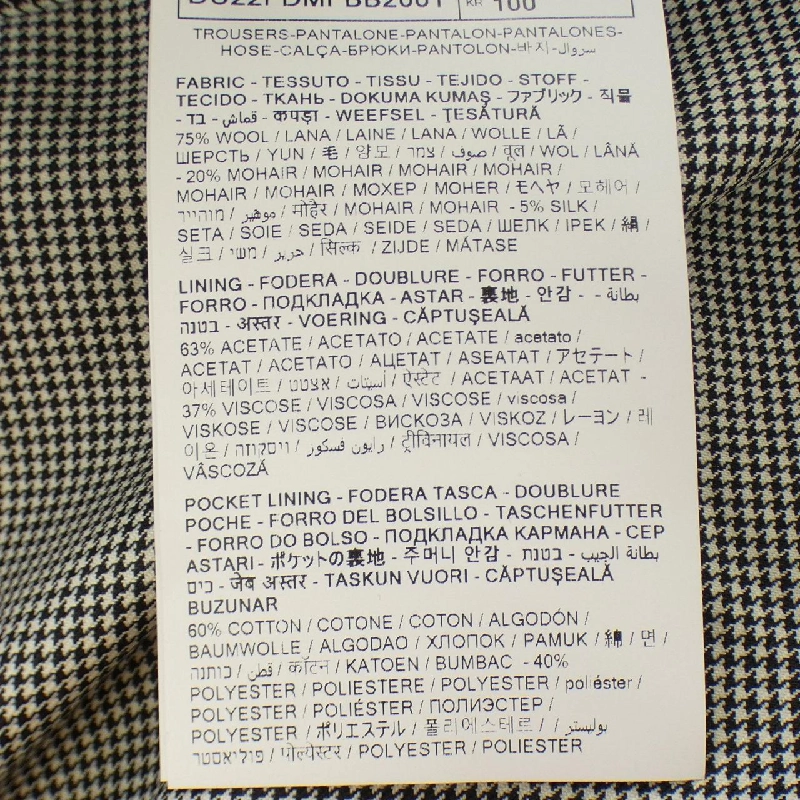 KR 100
TROUSERS-PANTALONE-PANTALON-PANTALONES-
HOSE-CALÇA-БРЮКИ-PANTOLON-바지-سروال
FABRIC - TESSUTO - TISSU - TEJIDO - STOFF -
TECIDO - ТКАНЬ - DOKUMA KUMAŞ - ファブリック - 직물
- قماش - בד - कपड़ा - WEEFSEL - ŢESĂTURĂ
75% WOOL / LANA / LAINE / LANA / WOLLE / LÃ /
ШЕРСТЬ / YUN / 毛 / 양모 / צמר / صوف / वूल / WOL / LÂNĂ
- 20% MOHAIR / MOHAIR / MOHAIR / MOHAIR /
MOHAIR / MOHAIR / МОХЕР / MOHER / モヘヤ / 모헤어 /
מוהייר / موهير / मोहैर / MOHAIR / MOHAIR - 5% SILK /
SETA / SOIE / SEDA / SEIDE / SEDA / ШЕЛК / IPEK / 絹 /
실크 / משי / حرير / सिल्क / ZIJDE / MĂTASE
LINING - FODERA - DOUBLURE - FORRO - FUTTER -
FORRO - ПОДКЛАДКА - ASTAR - 裏地 - 안감 - بطانة -
בטנה - अस्तर - VOERING - CĂPTUŞEALĂ
63% ACETATE / ACETATO / ACETATE / acetato /
ACETAT / ACETATO / АЦЕТАТ / ASEATAT / アセテート /
아세테이트 / אצטט / أسيتات / ऐस्टेट / ACETAAT / ACETAT -
37% VISCOSE / VISCOSA / VISCOSE / viscosa /
VISKOSE / VISCOSE / ВИСКОЗА / VISKOZ / レーヨン / 레
이온 / ויסקוזה / رايون فسكور / ट्रीविनायल / VISCOSA /
VÂSCOZĂ
POCKET LINING - FODERA TASCA - DOUBLURE
POCHE - FORRO DEL BOLSILLO - TASCHENFUTTER
- FORRO DO BOLSO - ПОДКЛАДКА КАРМАНА - CEP
ASTARI - ポケットの裏地 - 주머니 안감 - بطانة الجيب - בטנות
כיס - जेब अस्तर - TASKUN VUORI - CĂPTUŞEALĂ
BUZUNAR
60% COTTON / COTONE / COTON / ALGODÓN /
BAUMWOLLE / ALGODAO / ХЛОПОК / PAMUK / 綿 / 면 /
כותנה / قطن / कॉटन / KATOEN / BUMBAC - 40%
POLYESTER / POLIESTERE / POLYESTER / poliéster /
POLYESTER / POLIÉSTER / ПОЛИЭСТЕР /
POLYESTER / ポリエステル / 폴리에스테르 / / بوليستر
פוליאסטר / पोल्येस्टर / POLYESTER / POLIESTER